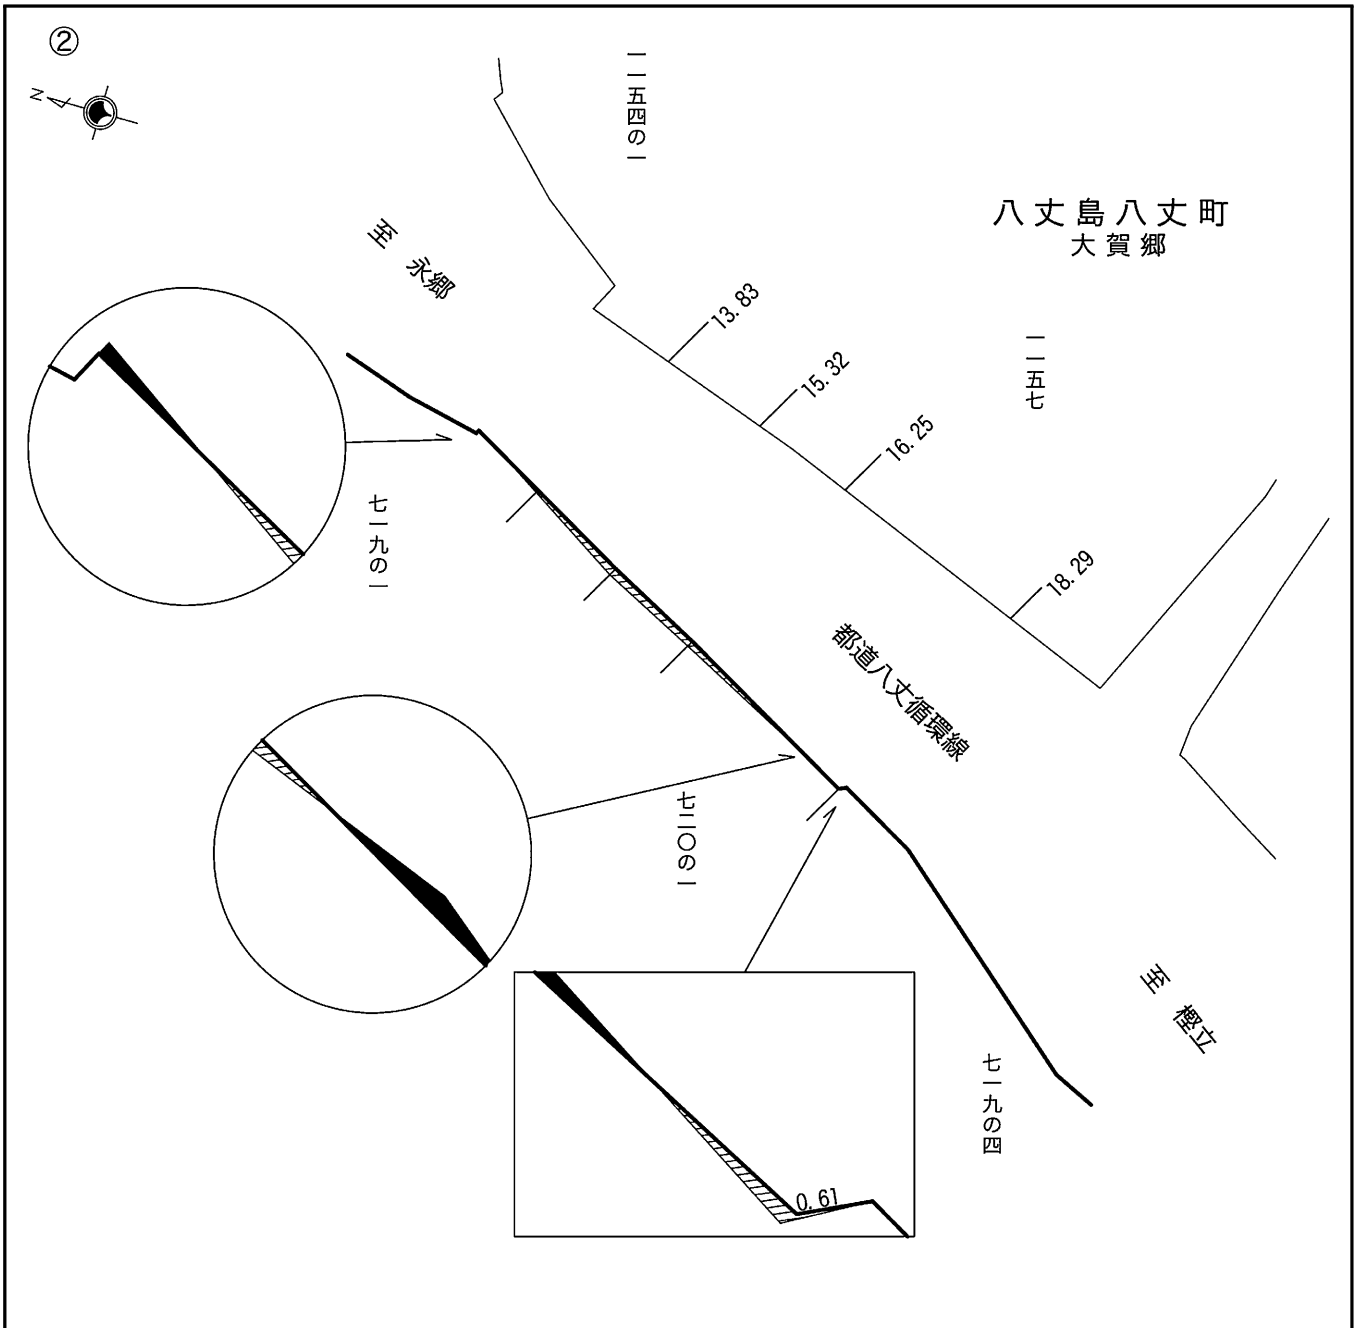 ②
N
一一五四の一
八丈島八丈町
大賀郷
至 永郷
13.83
15.32
16.25
18.29
一一五七
七一九の一
都道八丈循環線
七二〇の一
至 樫立
七一九の四
0.61